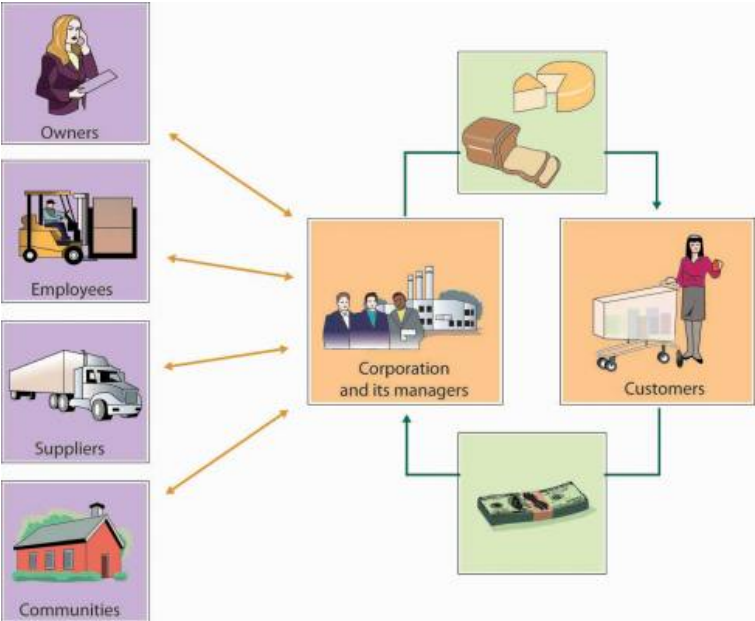 Owners
Employees
Suppliers
Communities
Corporation
and its managers
Customers